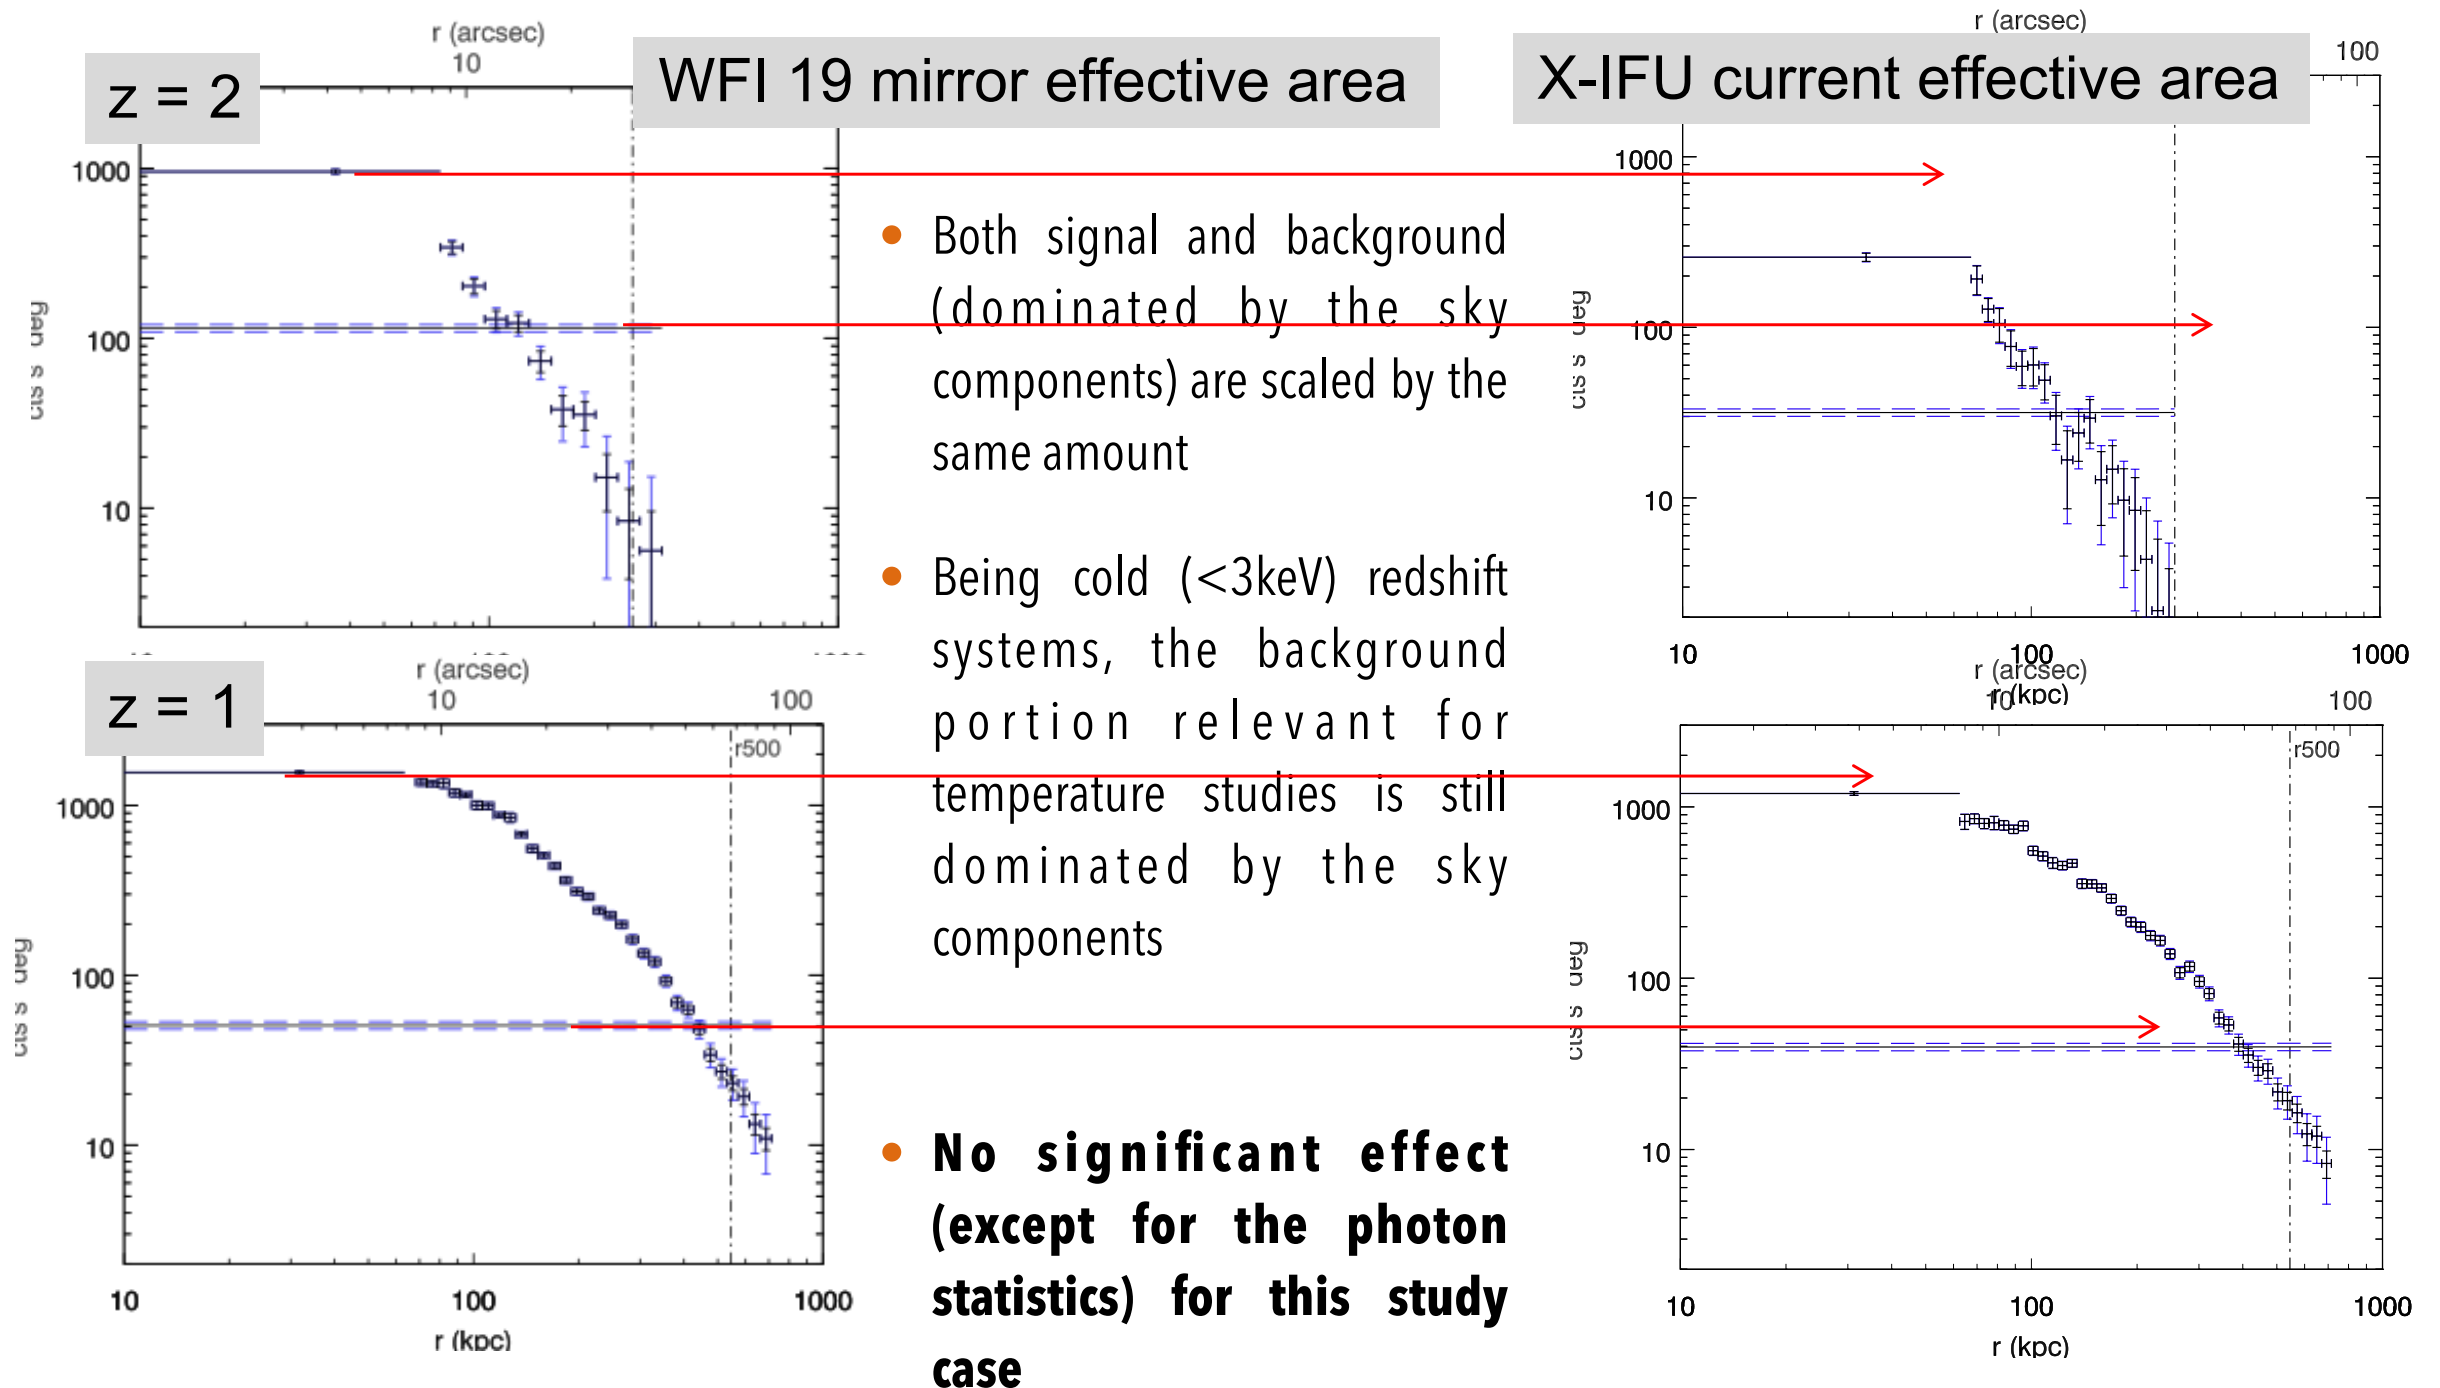 r (arcsec)
10
z = 2
WFI 19 mirror effective area
1000
100
10
r (arcsec)
100
X-IFU current effective area
1000
100
10
10
100
1000
r (kpc)
• Both signal and background
(dominated by the sky
components) are scaled by the
same amount
• Being cold (<3keV) redshift
systems, the background
portion relevant for
temperature studies is still
dominated by the sky
components
• No significant effect
(except for the photon
statistics) for this study
case
r (arcsec)
10
100
z = 1
r500
1000
100
10
10
100
1000
r (kpc)
r (arcsec)
10
100
r500
1000
100
10
10
100
1000
r (kpc)